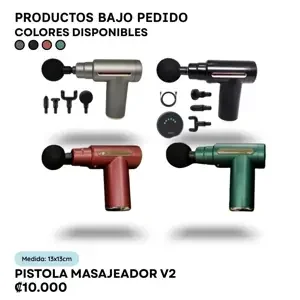 PRODUCTOS BAJO PEDIDO
COLORES DISPONIBLES
Medida: 13x13cm
PISTOLA MASAJEADOR V2
₡10.000